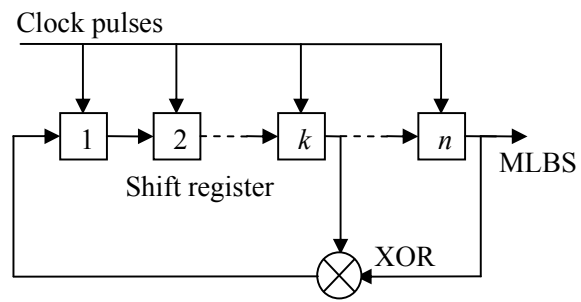 Clock pulses
1
2
k
n
MLBS
Shift register
XOR